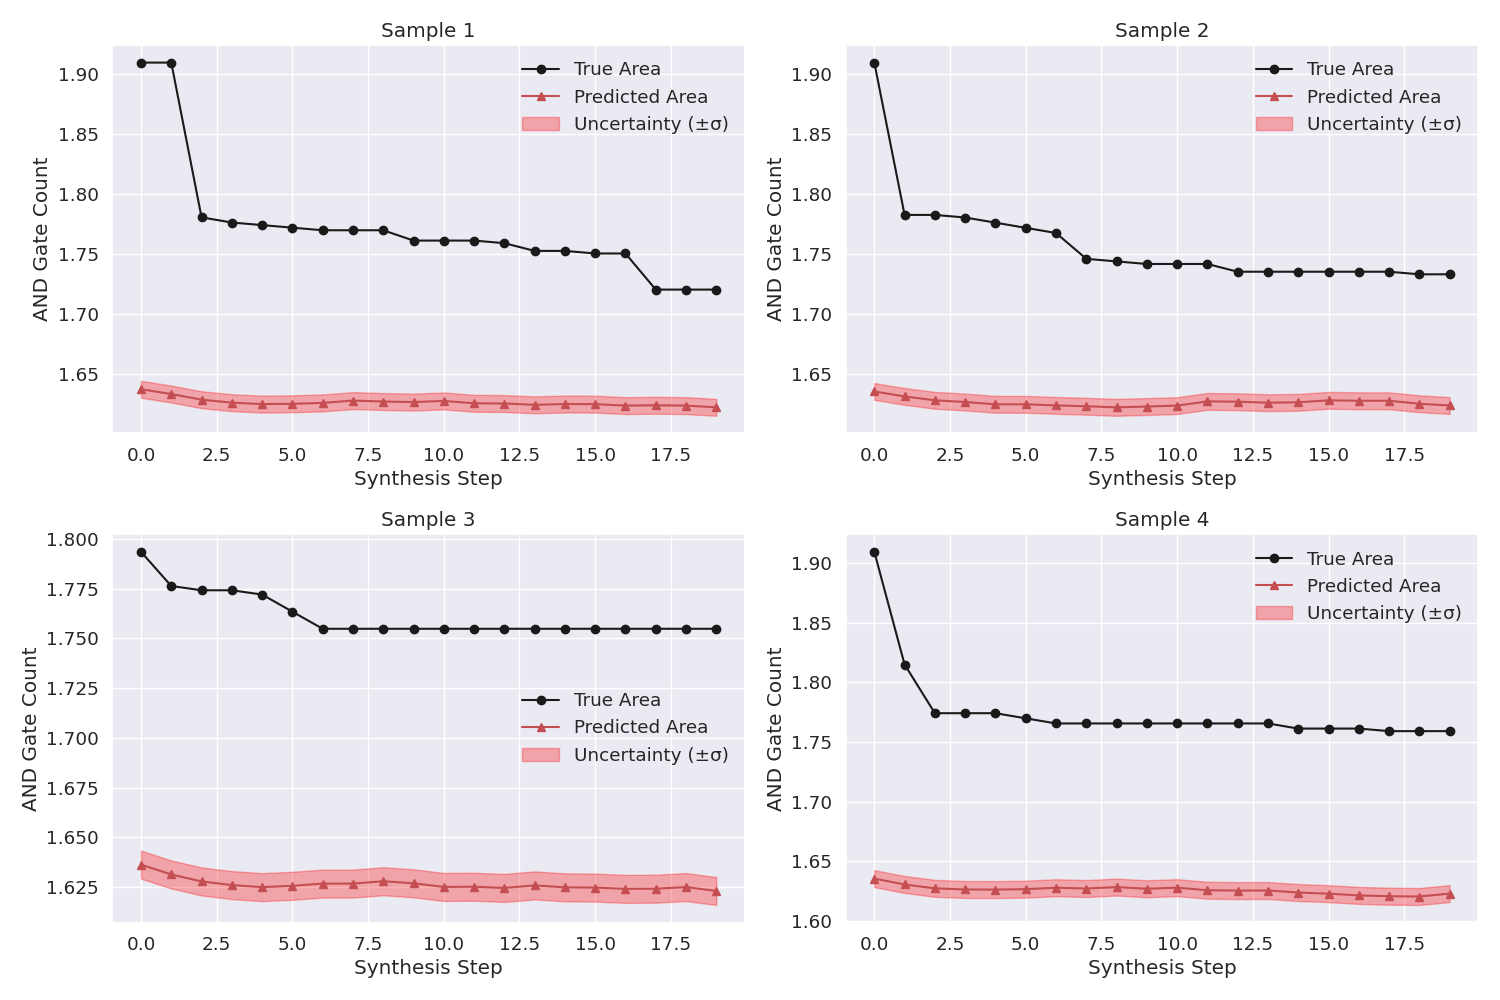 Sample 1
AND Gate Count
1.90
1.85
1.80
1.75
1.70
1.65
True Area
Predicted Area
Uncertainty (±σ)
0.0 2.5 5.0 7.5 10.0 12.5 15.0 17.5
Synthesis Step
Sample 2
AND Gate Count
1.90
1.85
1.80
1.75
1.70
1.65
True Area
Predicted Area
Uncertainty (±σ)
0.0 2.5 5.0 7.5 10.0 12.5 15.0 17.5
Synthesis Step
Sample 3
AND Gate Count
1.800
1.775
1.750
1.725
1.700
1.675
1.650
1.625
True Area
Predicted Area
Uncertainty (±σ)
0.0 2.5 5.0 7.5 10.0 12.5 15.0 17.5
Synthesis Step
Sample 4
AND Gate Count
1.90
1.85
1.80
1.75
1.70
1.65
1.60
True Area
Predicted Area
Uncertainty (±σ)
0.0 2.5 5.0 7.5 10.0 12.5 15.0 17.5
Synthesis Step